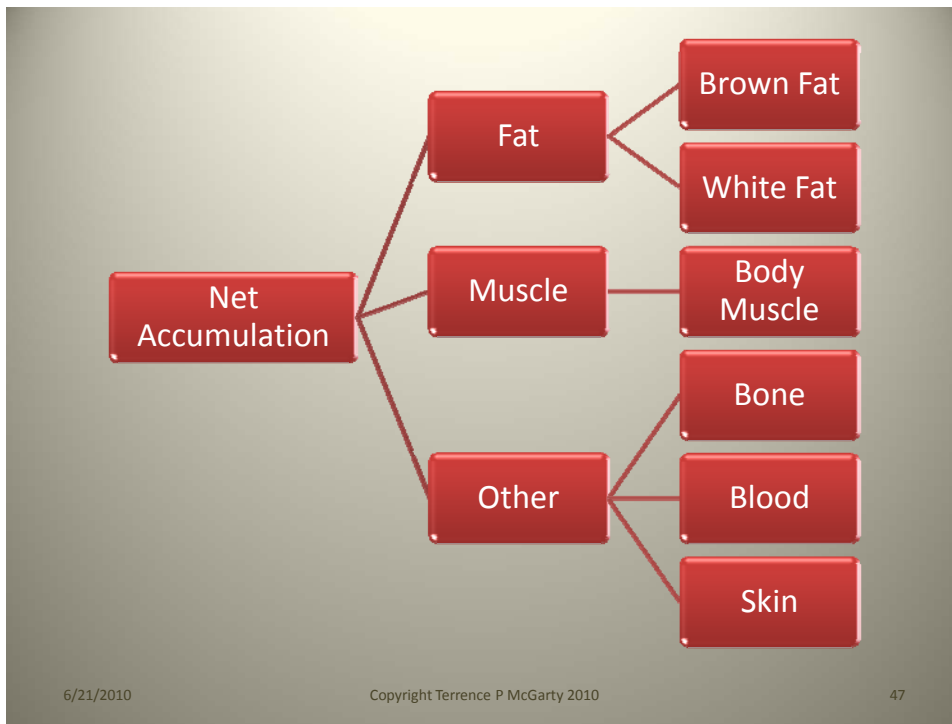 Net
Accumulation
Fat
Brown Fat
White Fat
Muscle
Body
Muscle
Other
Bone
Blood
Skin
6/21/2010
Copyright Terrence P McGarty 2010
47